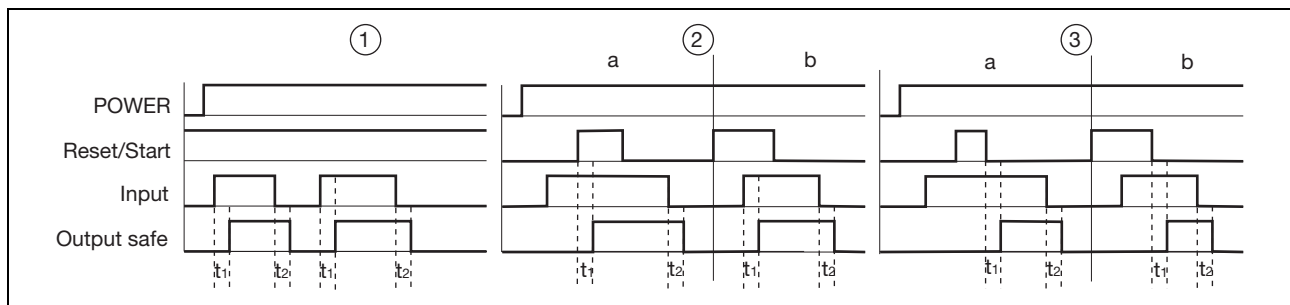 ① ② ③
a b a b
POWER
Reset/Start
Input
Output safe
t1 t2 t1 t2 t1 t2 t1 t2 t1 t2 t1 t2